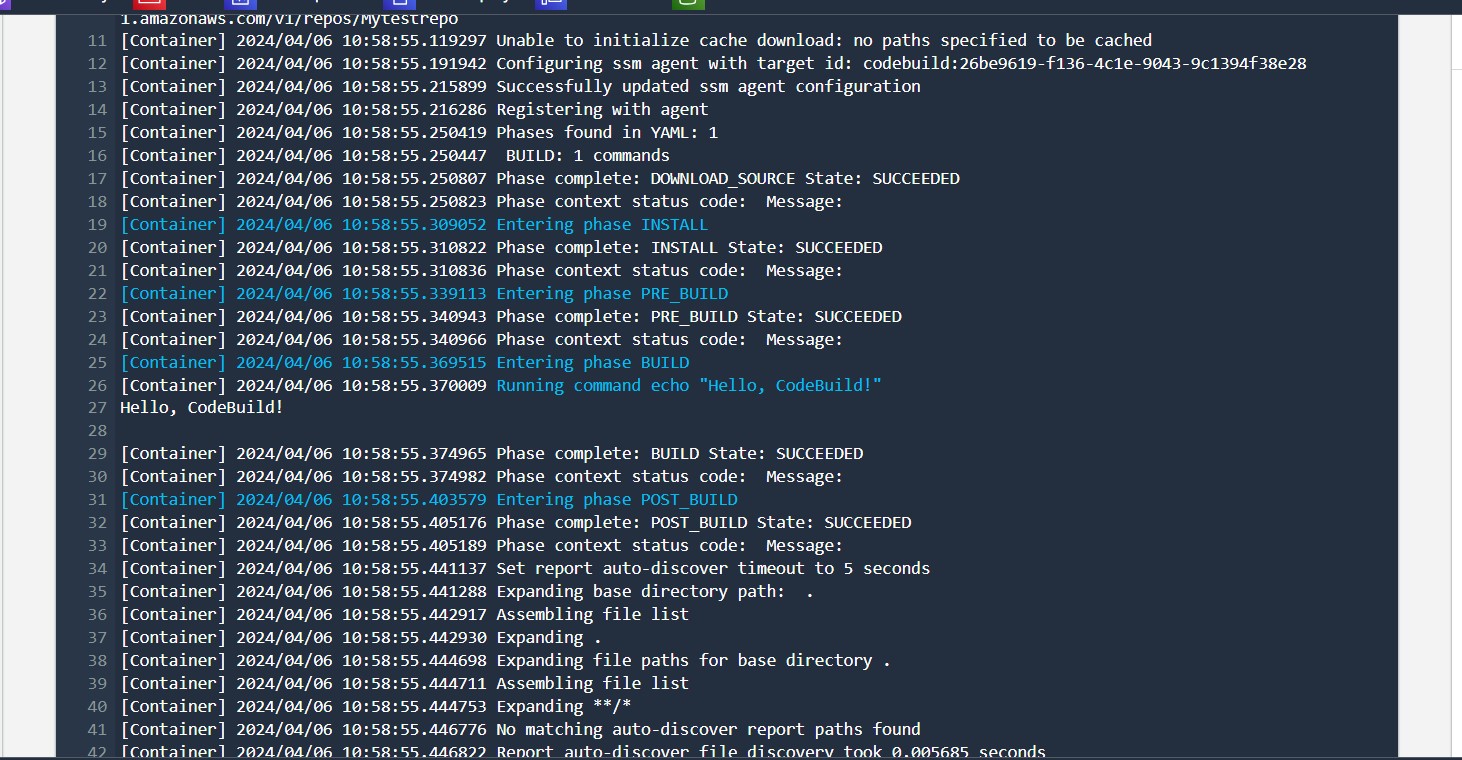 1.amazonaws.com/v1/repos/Mytestrepo
11 [Container] 2024/04/06 10:58:55.119297 Unable to initialize cache download: no paths specified to be cached
12 [Container] 2024/04/06 10:58:55.191942 Configuring ssm agent with target id: codebuild:26be9619-f136-4c1e-9043-9c1394f38e28
13 [Container] 2024/04/06 10:58:55.215899 Successfully updated ssm agent configuration
14 [Container] 2024/04/06 10:58:55.216286 Registering with agent
15 [Container] 2024/04/06 10:58:55.250419 Phases found in YAML: 1
16 [Container] 2024/04/06 10:58:55.250447  BUILD: 1 commands
17 [Container] 2024/04/06 10:58:55.250807 Phase complete: DOWNLOAD_SOURCE State: SUCCEEDED
18 [Container] 2024/04/06 10:58:55.250823 Phase context status code:  Message:
19 [Container] 2024/04/06 10:58:55.309052 Entering phase INSTALL
20 [Container] 2024/04/06 10:58:55.310822 Phase complete: INSTALL State: SUCCEEDED
21 [Container] 2024/04/06 10:58:55.310836 Phase context status code:  Message:
22 [Container] 2024/04/06 10:58:55.339113 Entering phase PRE_BUILD
23 [Container] 2024/04/06 10:58:55.340943 Phase complete: PRE_BUILD State: SUCCEEDED
24 [Container] 2024/04/06 10:58:55.340966 Phase context status code:  Message:
25 [Container] 2024/04/06 10:58:55.369515 Entering phase BUILD
26 [Container] 2024/04/06 10:58:55.370009 Running command echo "Hello, CodeBuild!"
27 Hello, CodeBuild!
28
29 [Container] 2024/04/06 10:58:55.374965 Phase complete: BUILD State: SUCCEEDED
30 [Container] 2024/04/06 10:58:55.374982 Phase context status code:  Message:
31 [Container] 2024/04/06 10:58:55.403579 Entering phase POST_BUILD
32 [Container] 2024/04/06 10:58:55.405176 Phase complete: POST_BUILD State: SUCCEEDED
33 [Container] 2024/04/06 10:58:55.405189 Phase context status code:  Message:
34 [Container] 2024/04/06 10:58:55.441137 Set report auto-discover timeout to 5 seconds
35 [Container] 2024/04/06 10:58:55.441288 Expanding base directory path:  .
36 [Container] 2024/04/06 10:58:55.442917 Assembling file list
37 [Container] 2024/04/06 10:58:55.442930 Expanding .
38 [Container] 2024/04/06 10:58:55.444698 Expanding file paths for base directory .
39 [Container] 2024/04/06 10:58:55.444711 Assembling file list
40 [Container] 2024/04/06 10:58:55.444753 Expanding **/*
41 [Container] 2024/04/06 10:58:55.446776 No matching auto-discover report paths found
42 [Container] 2024/04/06 10:58:55.446822 Report auto-discover file discovery took 0.005685 seconds